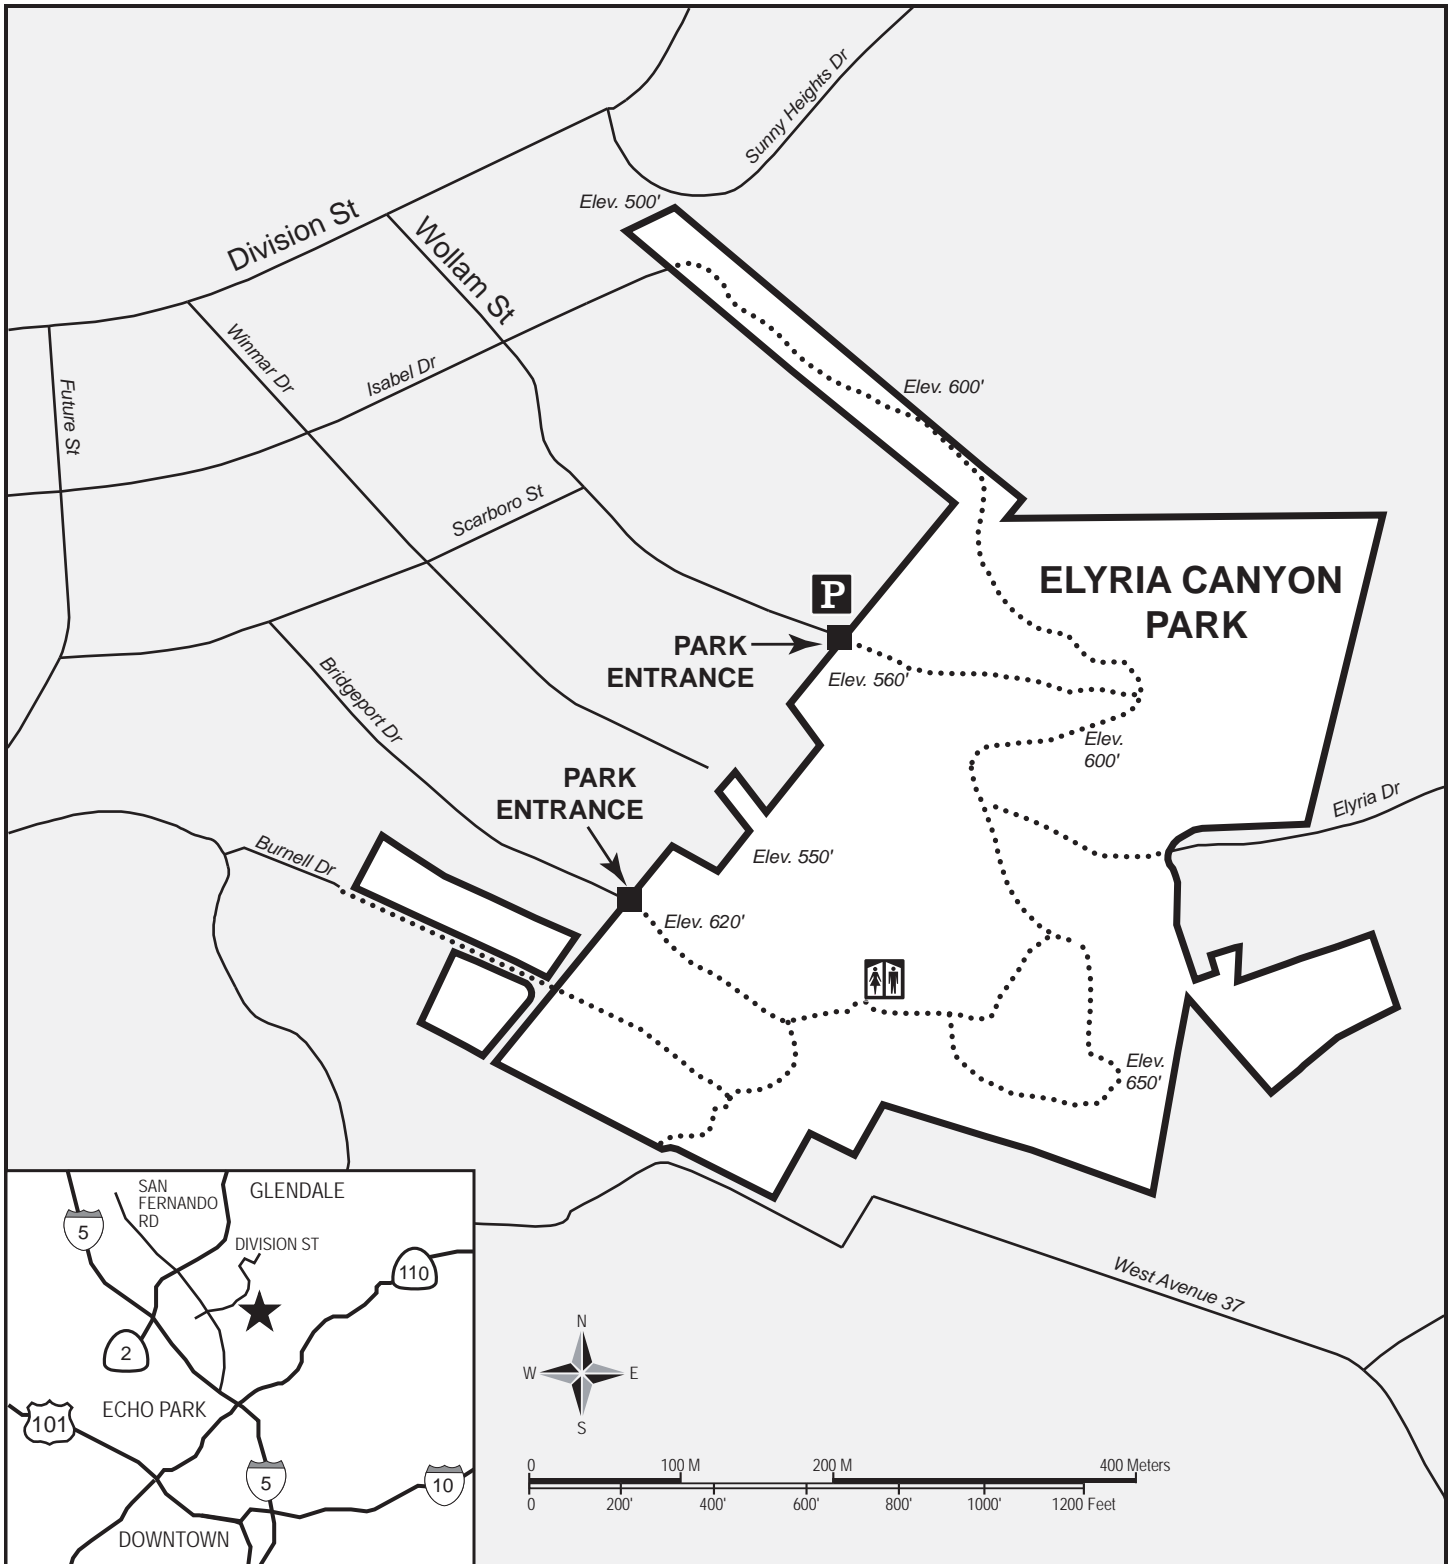 Sunny Heights Dr
Elev. 500'
Division St
Wollam St
Winmar Dr
Isabel Dr
Future St
Elev. 600'
Scarboro St
ELYRIA CANYON
PARK
P
PARK
ENTRANCE
Elev. 560'
Bridgeport Dr
Elev.
600'
PARK
ENTRANCE
Elyria Dr
Burnell Dr
Elev. 550'
Elev. 620'
Elev.
650'
West Avenue 37
SAN
FERNANDO
RD
GLENDALE
5
DIVISION ST
110
2
ECHO PARK
101
5
10
DOWNTOWN
N
W
E
S
0
100 M
200 M
400 Meters
0
200'
400'
600'
800'
1000'
1200 Feet